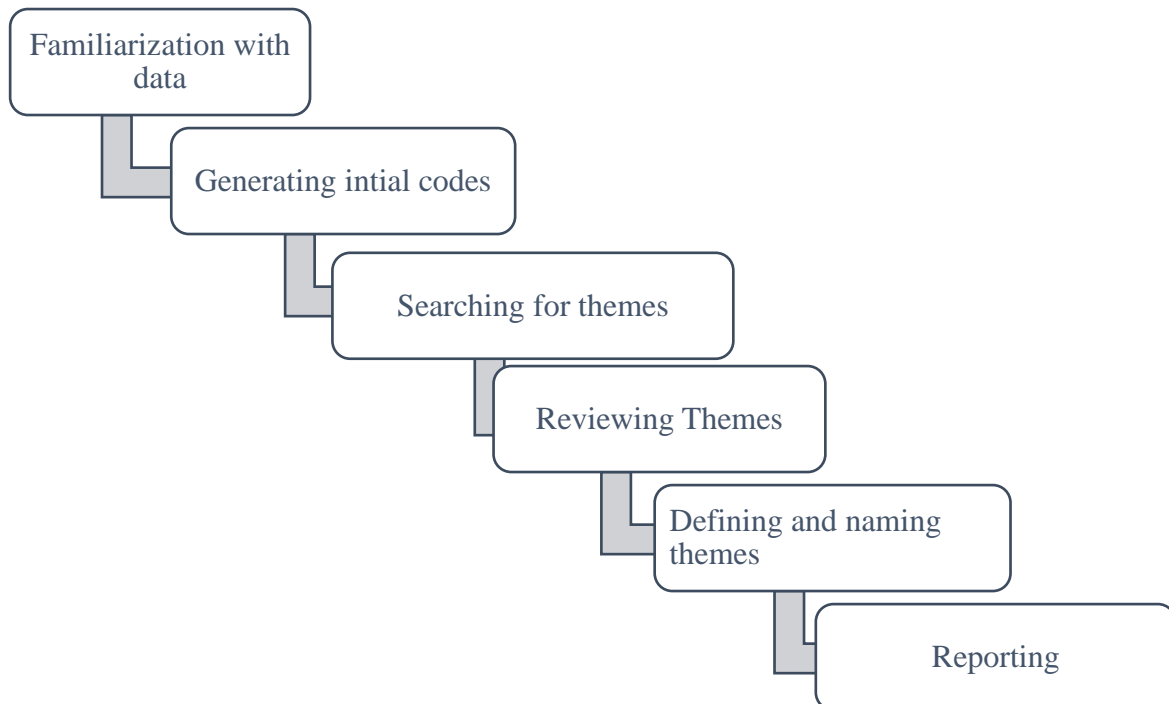 Familiarization with
data
Generating intial codes
Searching for themes
Reviewing Themes
Defining and naming
themes
Reporting